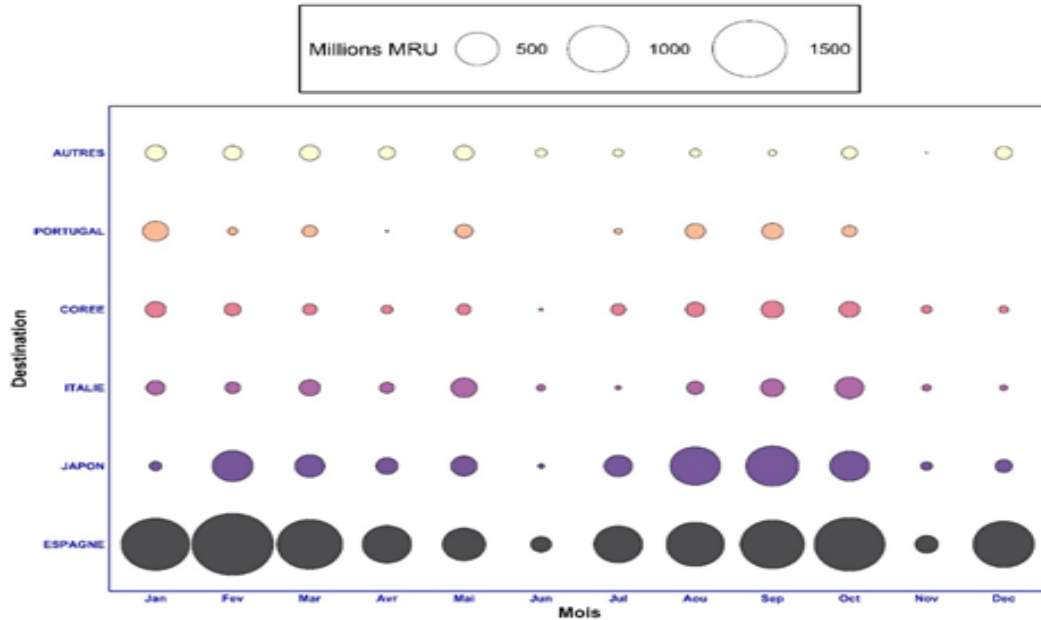 Millions MRU 500 1000 1500
AUTRES
PORTUGAL
COREE
ITALIE
JAPON
ESPAGNE
Destination
Jan Fev Mar Avr Mai Jun Jul Aou Sep Oct Nov Dec
Mois